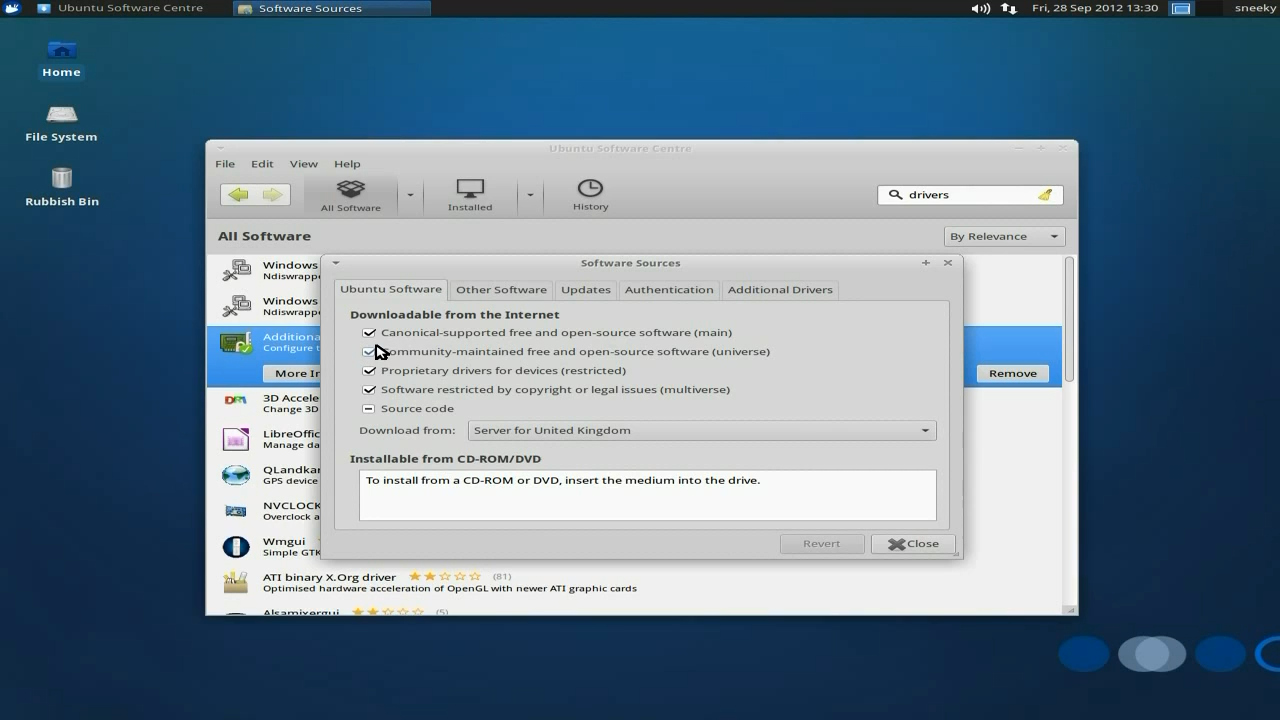 Ubuntu Software Centre
Software Sources
Fri, 28 Sep 2012 13:30
sneeky
Home
File System
Rubbish Bin
Ubuntu Software Centre
File Edit View Help
All Software
Installed
History
drivers
All Software
By Relevance
Windows
Ndiswrappe
Windows
Ndiswrappe
Additiona
Configure t
More In
Remove
3D Accele
Change 3D
LibreOffic
Manage da
QLandkar
GPS device
NVCLOCK
Overclock a
Wmgui
Simple GTK
ATI binary X.Org driver (81)
Optimised hardware acceleration of OpenGL with newer ATI graphic cards
Alsamixergui (5)
Software Sources
Ubuntu Software
Other Software
Updates
Authentication
Additional Drivers
Downloadable from the Internet
Canonical-supported free and open-source software (main)
ommunity-maintained free and open-source software (universe)
Proprietary drivers for devices (restricted)
Software restricted by copyright or legal issues (multiverse)
Source code
Download from: Server for United Kingdom
Installable from CD-ROM/DVD
To install from a CD-ROM or DVD, insert the medium into the drive.
Revert
Close